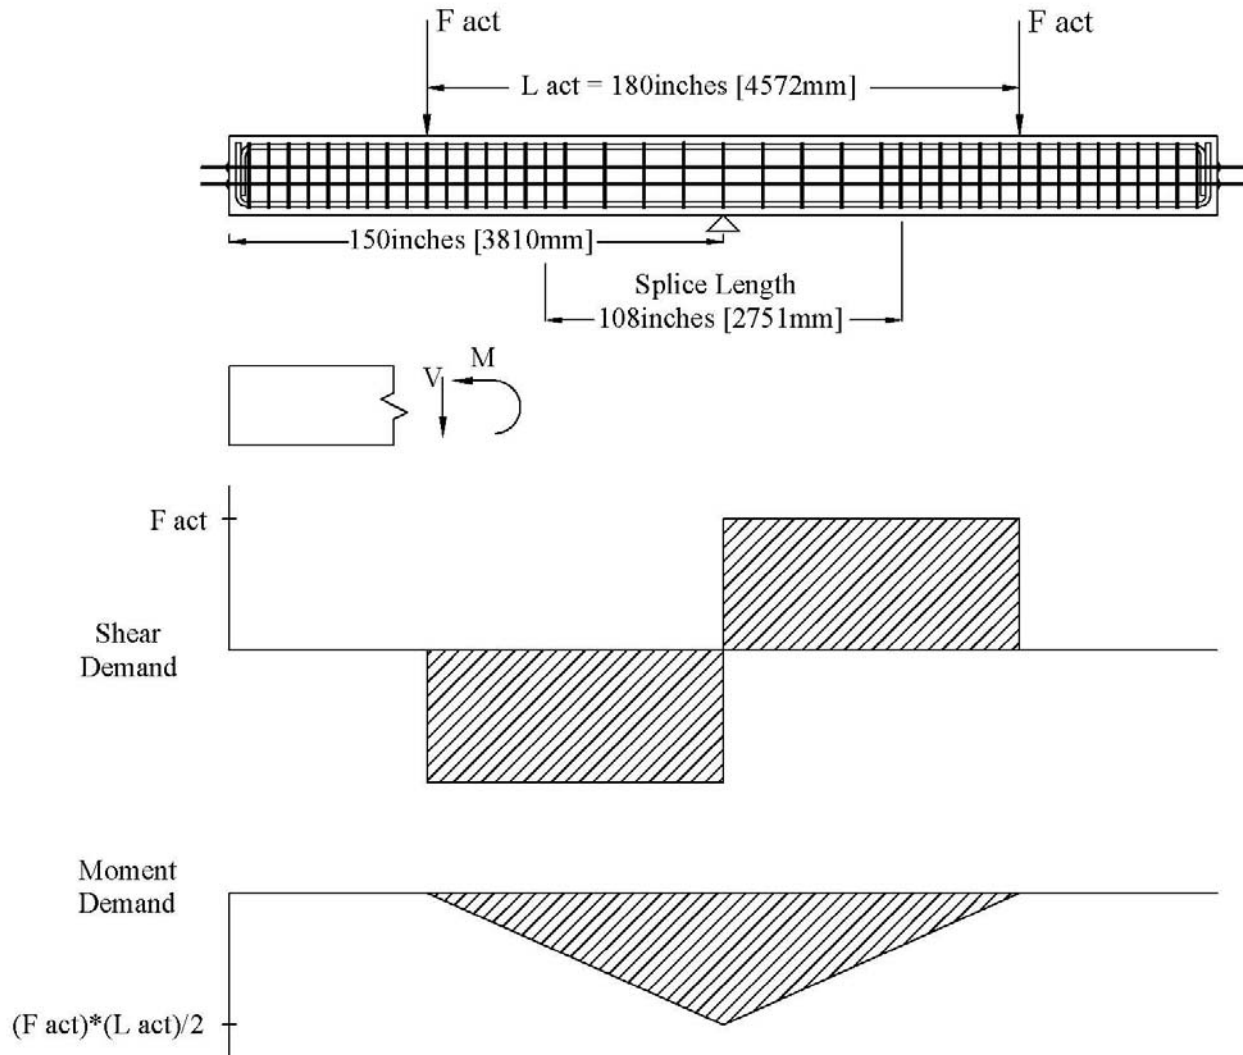 F act
F act
L act = 180inches [4572mm]
150inches [3810mm]
Splice Length
108inches [2751mm]
M
V
F act
Shear
Demand
Moment
Demand
(F act)*(L act)/2